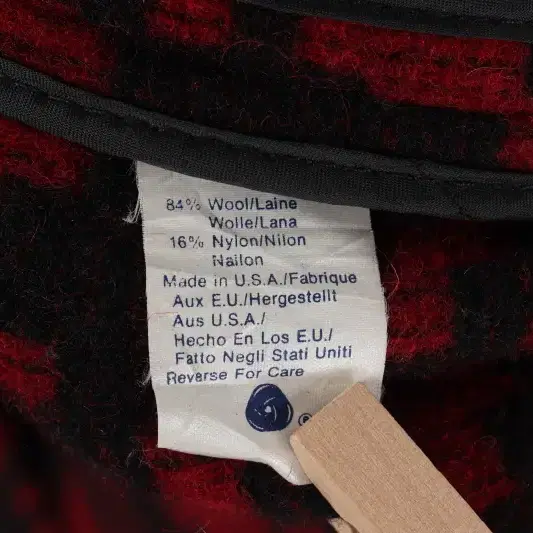 84% Wool/Laine
Wolle/Lana
16% Nylon/Nilon
Nailon
Made in U.S.A./Fabrique
Aux E.U./Hergestellt
Aus U.S.A./
Hecho En Los E.U./
Fatto Negli Stati Uniti
Reverse For Care
®